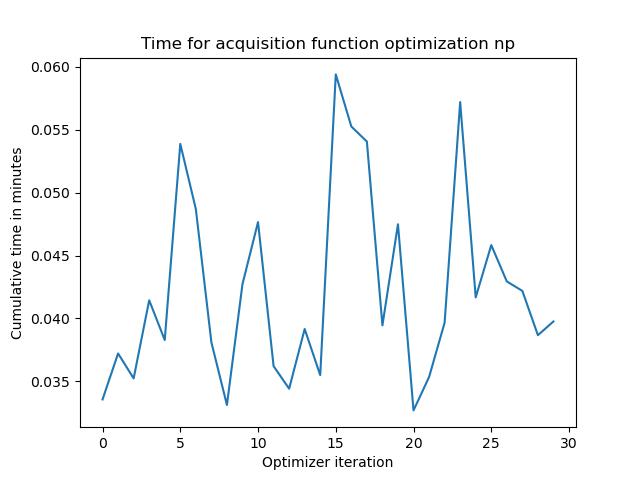 Time for acquisition function optimization np
0.060
0.055
0.050
0.045
0.040
0.035
Cumulative time in minutes
0 5 10 15 20 25 30
Optimizer iteration